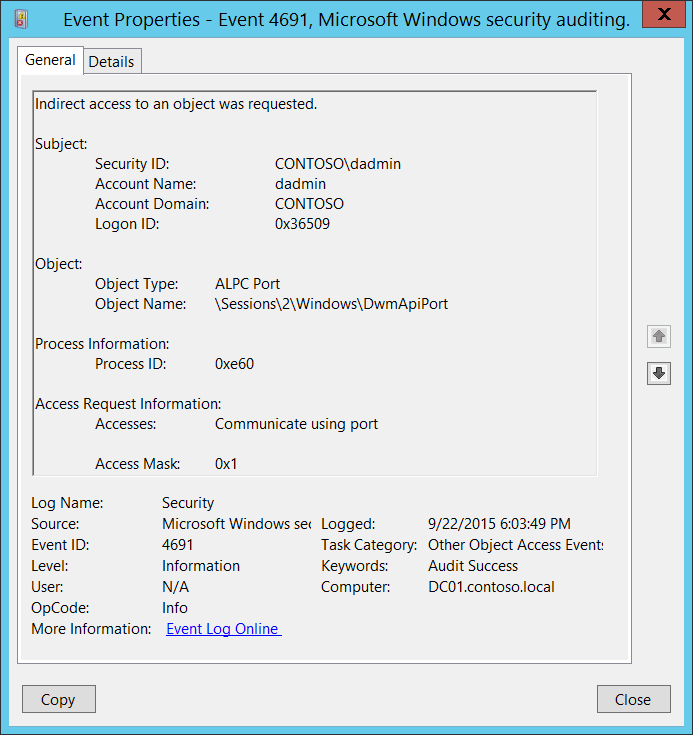 Event Properties - Event 4691, Microsoft Windows security auditing.
General Details
Indirect access to an object was requested.
Subject:
Security ID: CONTOSO\dadmin
Account Name: dadmin
Account Domain: CONTOSO
Logon ID: 0x36509
Object:
Object Type: ALPC Port
Object Name: \Sessions\2\Windows\DwmApiPort
Process Information:
Process ID: 0xe60
Access Request Information:
Accesses: Communicate using port
Access Mask: 0x1
Log Name: Security
Source: Microsoft Windows sec Logged: 9/22/2015 6:03:49 PM
Event ID: 4691 Task Category: Other Object Access Events
Level: Information Keywords: Audit Success
User: N/A Computer: DC01.contoso.local
OpCode: Info
More Information: Event Log Online
Copy Close